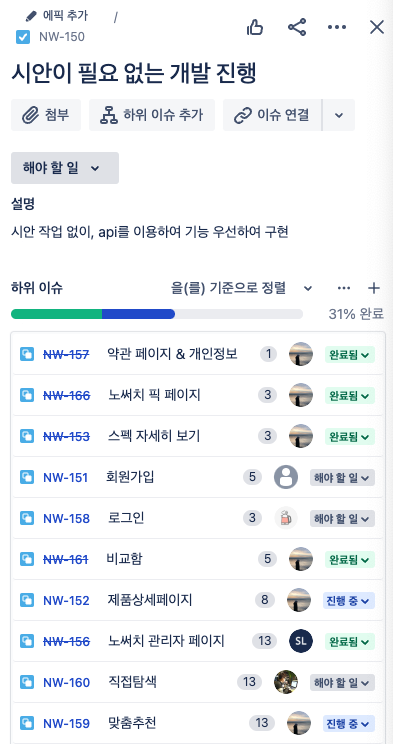 에픽 추가 /
NW-150
시안이 필요 없는 개발 진행
첨부 하위 이슈 추가 이슈 연결
해야 할 일
설명
시안 작업 없이, api를 이용하여 기능 우선하여 구현
하위 이슈 을(를) 기준으로 정렬
31% 완료
NW-157 약관 페이지 & 개인정보 1 완료됨
NW-166 노써치 픽 페이지 3 완료됨
NW-153 스펙 자세히 보기 3 완료됨
NW-151 회원가입 5 해야 할 일
NW-158 로그인 3 해야 할 일
NW-161 비교함 5 완료됨
NW-152 제품상세페이지 8 진행 중
NW-156 노써치 관리자 페이지 13 SL 완료됨
NW-160 직접탐색 13 해야 할 일
NW-159 맞춤추천 13 진행 중